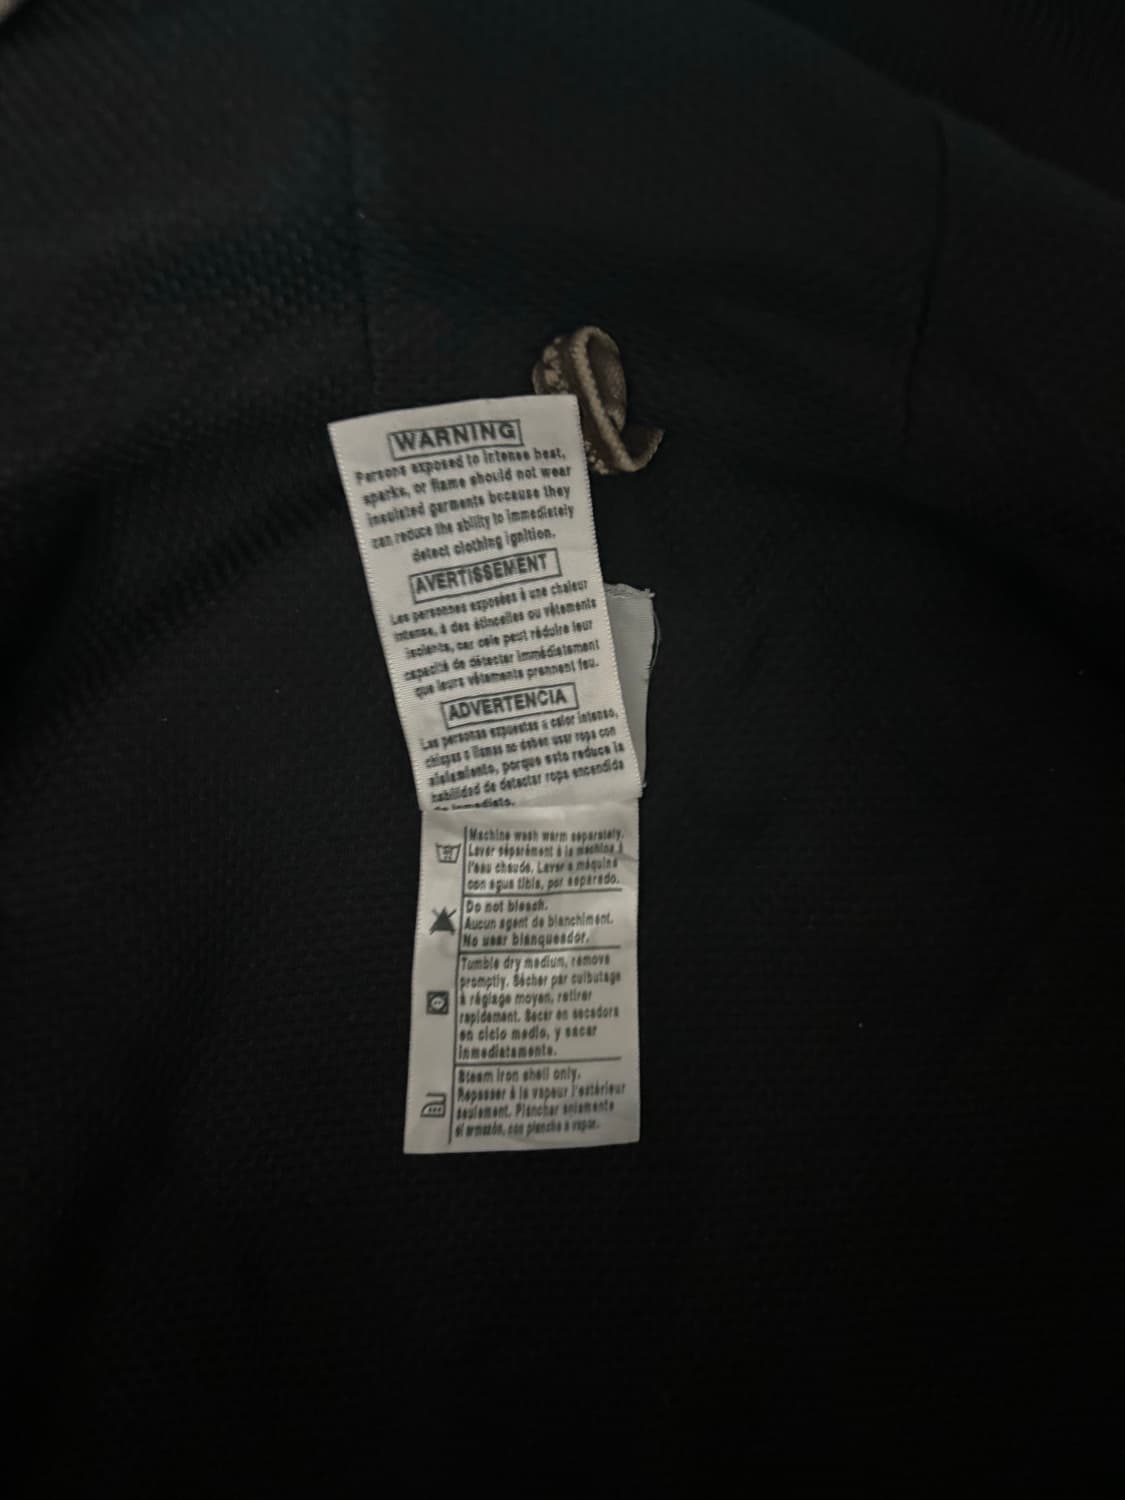 WARNING
Persons exposed to intense heat,
sparks, or flame should not wear
insulated garments because they
can reduce the ability to immediately
detect clothing ignition.
AVERTISSEMENT
Les personnes exposées à une chaleur
intense, à des étincelles ou vêtements
isolants, car cela peut réduire leur
capacité de détecter immédiatement
que leurs vêtements prennent feu.
ADVERTENCIA
Las personas expuestas a calor intenso,
chispas o llamas no deben usar ropa con
aislamiento, porque esto reduce la
habilidad de detectar ropa encendida
de inmediato.
Machine wash warm separately.
Laver séparément à la machine à
l'eau chaude. Lavar a máquina
con agua tibia, por separado.
Do not bleach.
Aucun agent de blanchiment.
No usar blanqueador.
Tumble dry medium, remove
promptly. Sécher par culbutage
à réglage moyen, retirer
rapidement. Secar en secadora
en ciclo medio, y sacar
inmediatamente.
Steam iron shell only.
Repasser à la vapeur l'extérieur
seulement. Planchar solamente
el armazón, con plancha a vapor.